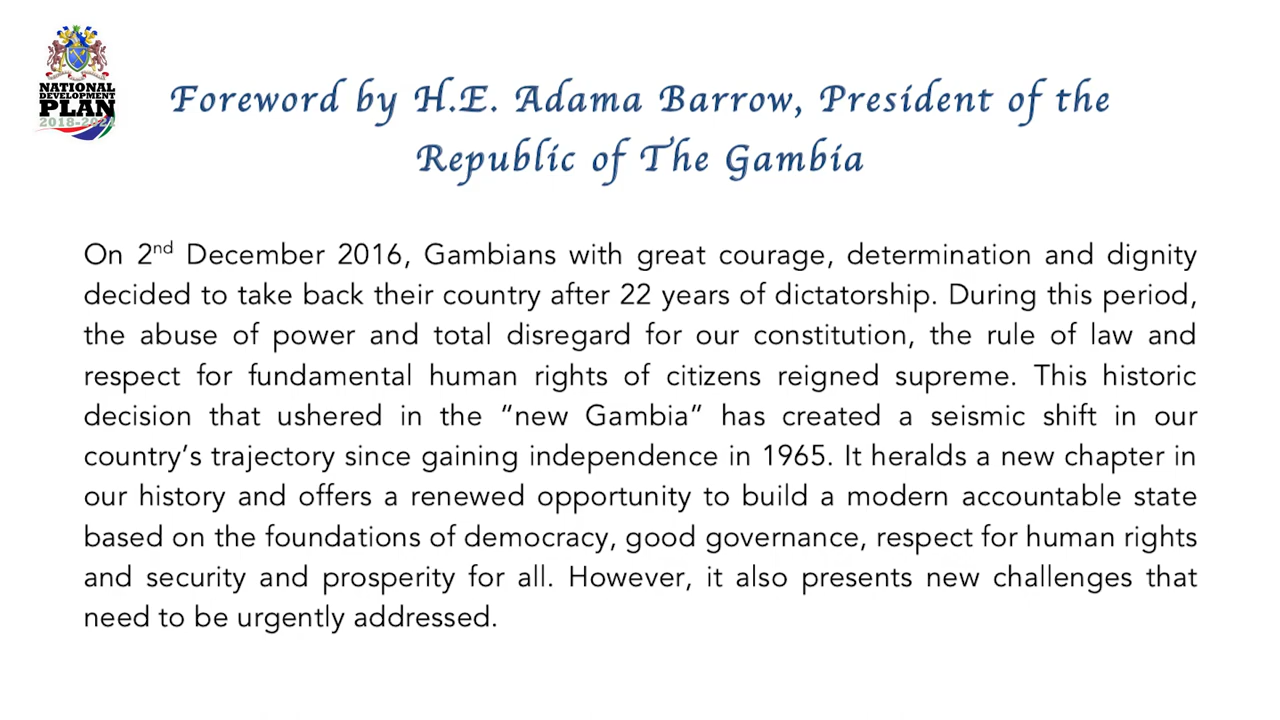 NATIONAL
DEVELOPMENT
PLAN
2018-202
Foreword by H.E. Adama Barrow, President of the
Republic of The Gambia
On 2nd December 2016, Gambians with great courage, determination and dignity
decided to take back their country after 22 years of dictatorship. During this period,
the abuse of power and total disregard for our constitution, the rule of law and
respect for fundamental human rights of citizens reigned supreme. This historic
decision that ushered in the “new Gambia” has created a seismic shift in our
country’s trajectory since gaining independence in 1965. It heralds a new chapter in
our history and offers a renewed opportunity to build a modern accountable state
based on the foundations of democracy, good governance, respect for human rights
and security and prosperity for all. However, it also presents new challenges that
need to be urgently addressed.